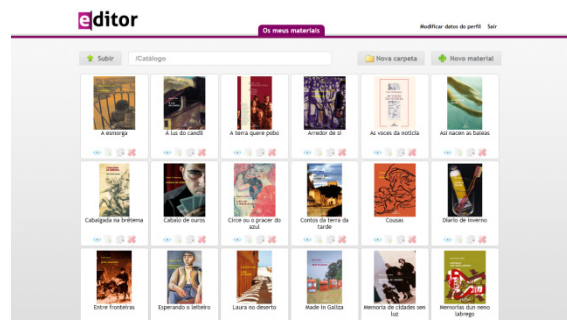 editor
Os meus materiais
Modificar datos do perfil Sair
Subir
/Catálogo
Nova carpeta
Novo material
A esmorga
A lus do candil
A terra quere pobo
Arredor de si
As voces da noticia
Así nacen as baleas
Cabalgada na brétema
Cabalo de ouros
Circe ou o pracer do
azul
Contos da terra da
tarde
Cousas
Diario de inverno
Entre fronteiras
Esperando o leiteiro
Laura no deserto
Made in Galiza
Memoria de cidades sen
luz
Memorias dun neno
labrego